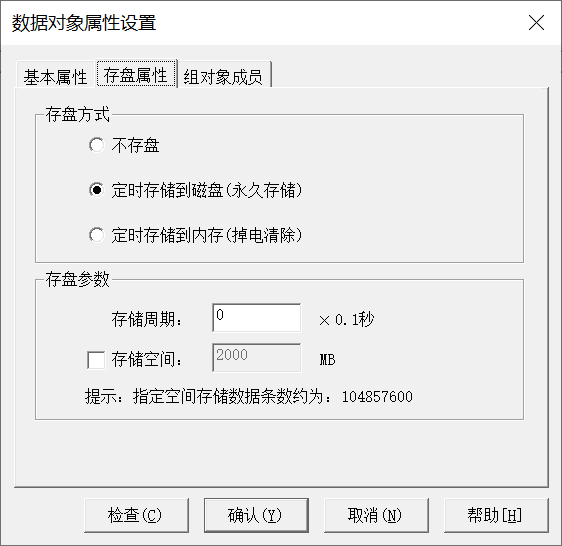 数据对象属性设置
基本属性 存盘属性 组对象成员
存盘方式
不存盘
定时存储到磁盘(永久存储)
定时存储到内存(掉电清除)
存盘参数
存储周期: 0 ×0.1秒
存储空间: 2000 MB
提示: 指定空间存储数据条数约为: 104857600
检查(C) 确认(Y) 取消(N) 帮助[H]